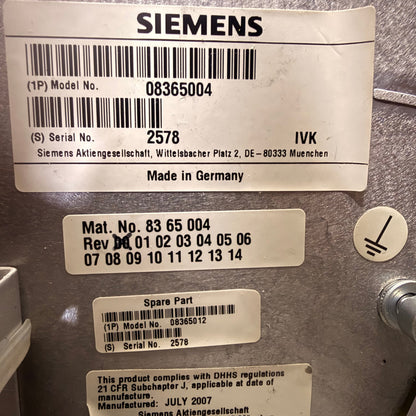 SIEMENS
(1P) Model No. 08365004
(S) Serial No. 2578 IVK
Siemens Aktiengesellschaft, Wittelsbacher Platz 2, DE – 80333 Muenchen
Made in Germany
Mat. No. 83 65 004
Rev 00 01 02 03 04 05 06
07 08 09 10 11 12 13 14
Spare Part
(1P) Model No. 08365012
(S) Serial No. 2578
This product complies with DHHS regulations
21 CFR Subchapter J, applicable at date of
manufacture.
Manufactured: JULY 2007
Siemens Aktiengesellschaft